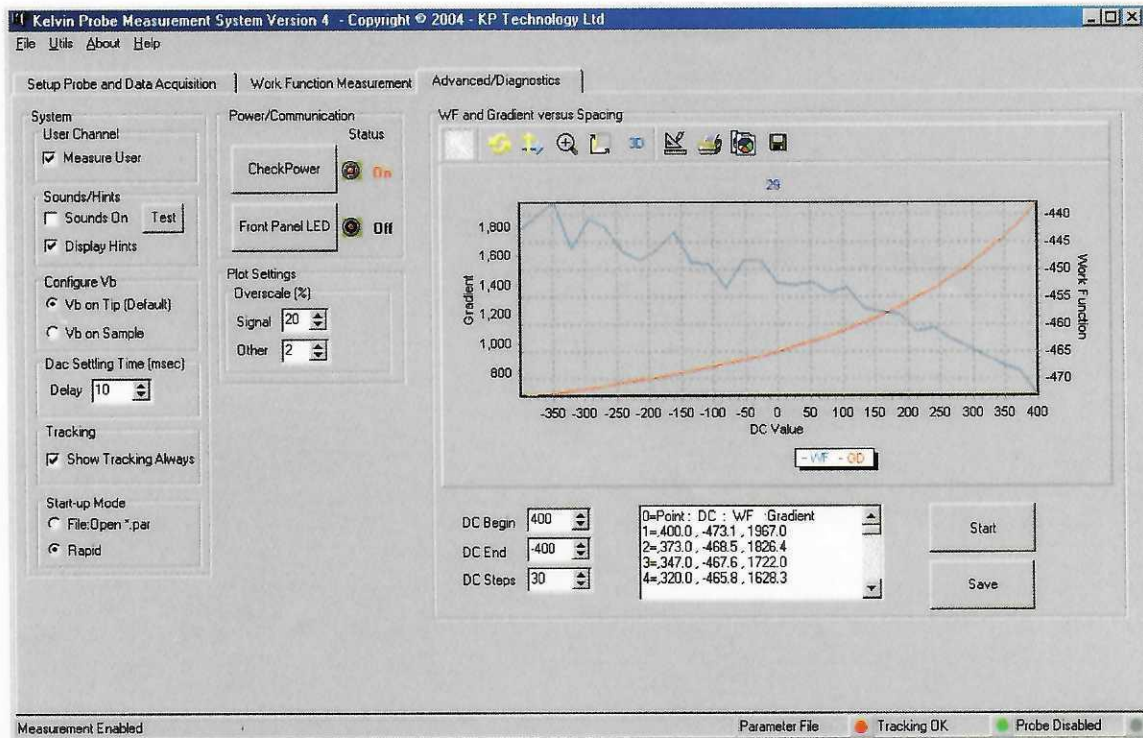 Kelvin Probe Measurement System Version 4 - Copyright © 2004 - KP Technology Ltd
File Utils About Help
Setup Probe and Data Acquisition
Work Function Measurement
Advanced/Diagnostics
System
User Channel
Measure User
Sounds/Hints
Sounds On
Test
Display Hints
Configure Vb
Vb on Tip (Default)
Vb on Sample
Dac Settling Time (msec)
Delay 10
Tracking
Show Tracking Always
Start-up Mode
File:Open *.par
Rapid
Power/Communication
Status
CheckPower
On
Front Panel LED
Off
Plot Settings
Overscale (%)
Signal 20
Other 2
WF and Gradient versus Spacing
3D
29
Gradient
1,800
1,600
1,400
1,200
1,000
800
-440
-445
-450
-455
-460
-465
-470
Work Function
-350 -300 -250 -200 -150 -100 -50 0 50 100 150 200 250 300 350 400
DC Value
- WF - GD
DC Begin 400
DC End -400
DC Steps 30
0=Point : DC : WF :Gradient
1=,400.0 , -473.1 , 1967.0
2=,373.0 , -468.5 , 1826.4
3=,347.0 , -467.6 , 1722.0
4=,320.0 , -465.8 , 1628.3
Start
Save
Measurement Enabled
Parameter File
Tracking OK
Probe Disabled